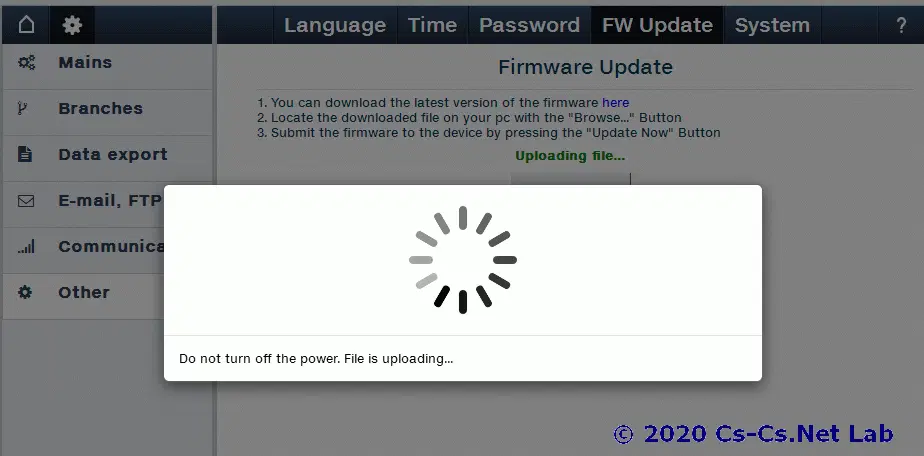 Language Time Password FW Update System ?
Mains
Branches
Data export
E-mail, FTP
Communica
Other
Firmware Update
1. You can download the latest version of the firmware here
2. Locate the downloaded file on your pc with the "Browse..." Button
3. Submit the firmware to the device by pressing the "Update Now" Button
Uploading file...
Do not turn off the power. File is uploading...
© 2020 Cs-Cs.Net Lab